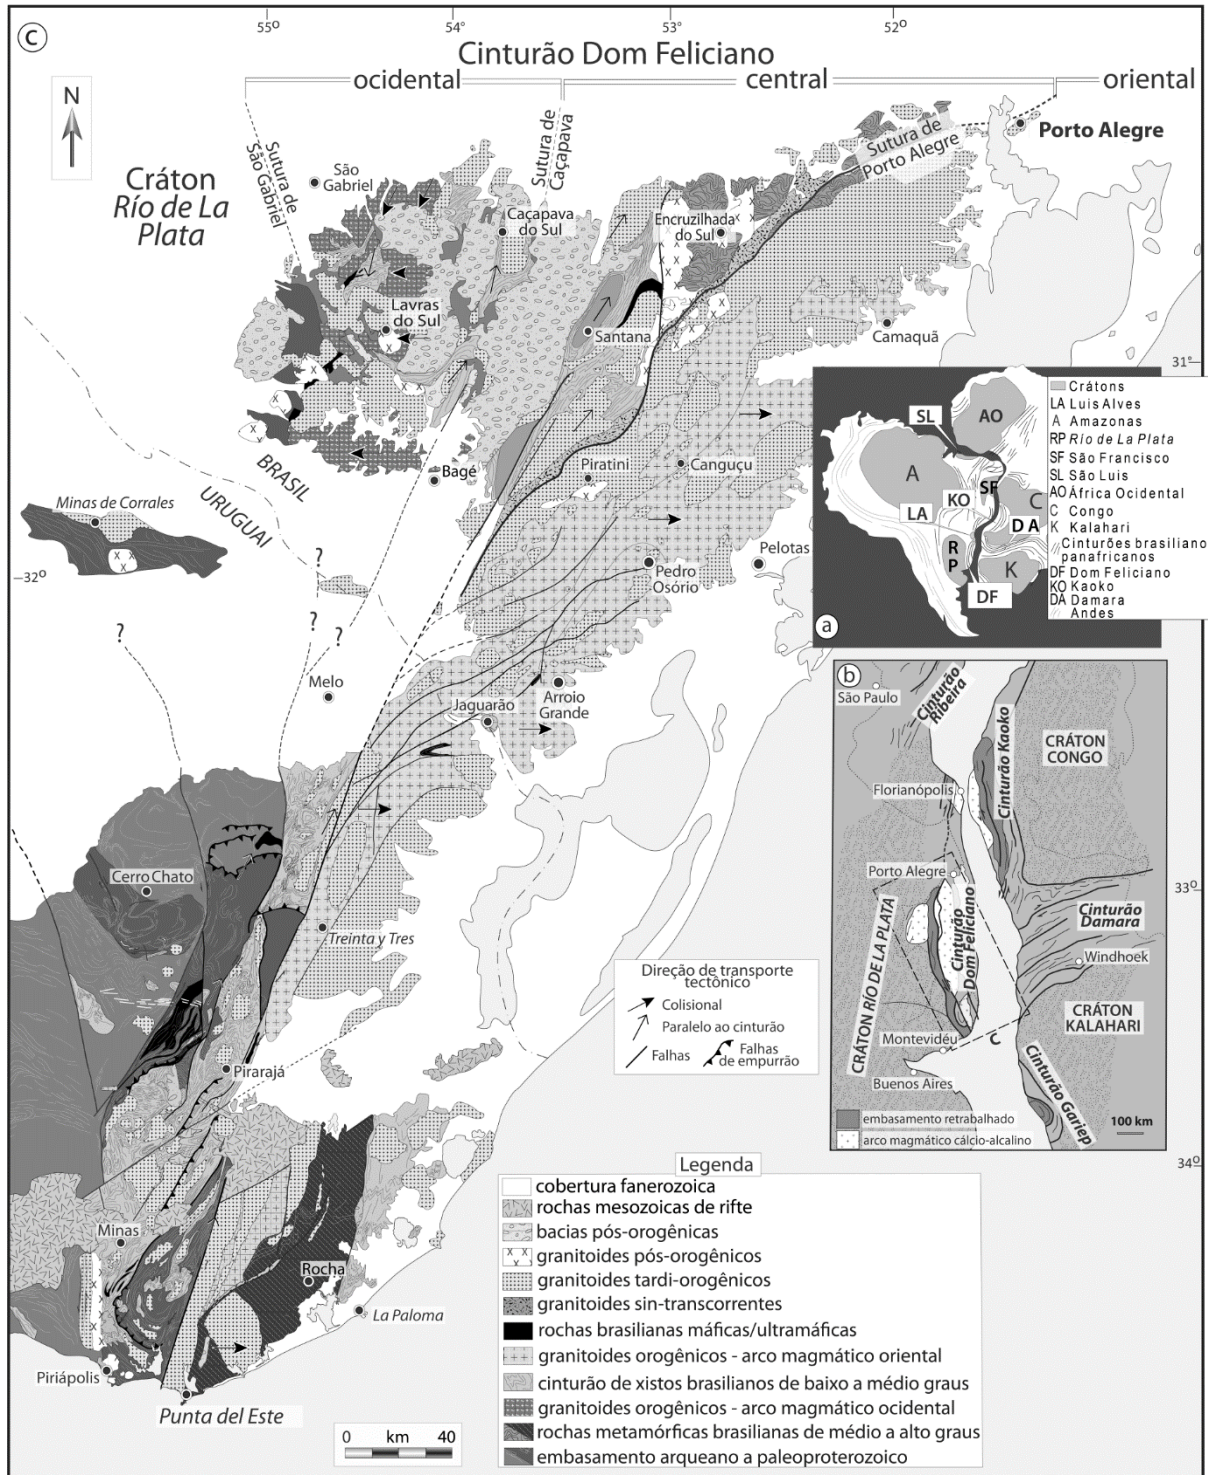 c
55º
54°
53°
52º
Cinturão Dom Feliciano
ocidental
central
oriental
N
Cráton
Río de La
Plata
Sutura de
São Gabriel
São
Gabriel
Sutura de
Caçapava
Caçapava
do Sul
Encruzilhada
do Sul
Sutura de
Porto Alegre
Porto Alegre
Lavras
do Sul
Santana
Camaquã
31º
BRASIL
URUGUAI
Bagé
Piratini
Canguçu
Minas de Corrales
Pelotas
32º
Pedro
Osório
?
?
?
Melo
Jaguarão
Arroio
Grande
Cerro Chato
Treinta y Tres
33º
Pirarajá
34º
Minas
Rocha
La Paloma
Piriápolis
Punta del Este
0 km 40
SL
AO
A
KO
SF
C
LA
D A
R
P
K
DF
a
Crátons
LA Luis Alves
A Amazonas
RP Río de La Plata
SF São Francisco
SL São Luis
AO África Ocidental
C Congo
K Kalahari
Cinturões brasiliano
panafricanos
DF Dom Feliciano
KO Kaoko
DA Damara
Andes
b
São Paulo
Cinturão
Ribeira
Cinturão Kaoko
CRÁTON
CONGO
Florianópolis
Porto Alegre
CRÁTON RÍO DE LA PLATA
Cinturão
Dom Feliciano
Cinturão
Damara
Windhoek
CRÁTON
KALAHARI
Montevidéu
C
Buenos Aires
Cinturão Gariep
embasamento retrabalhado
arco magmático cálcio-alcalino
100 km
Direção de transporte
tectônico
Colisional
Paralelo ao cinturão
Falhas
Falhas
de empurrão
Legenda
cobertura fanerozoica
rochas mesozoicas de rifte
bacias pós-orogênicas
granitoides pós-orogênicos
granitoides tardi-orogênicos
granitoides sin-transcorrentes
rochas brasilianas máficas/ultramáficas
granitoides orogênicos - arco magmático oriental
cinturão de xistos brasilianos de baixo a médio graus
granitoides orogênicos - arco magmático ocidental
rochas metamórficas brasilianas de médio a alto graus
embasamento arqueano a paleoproterozoico